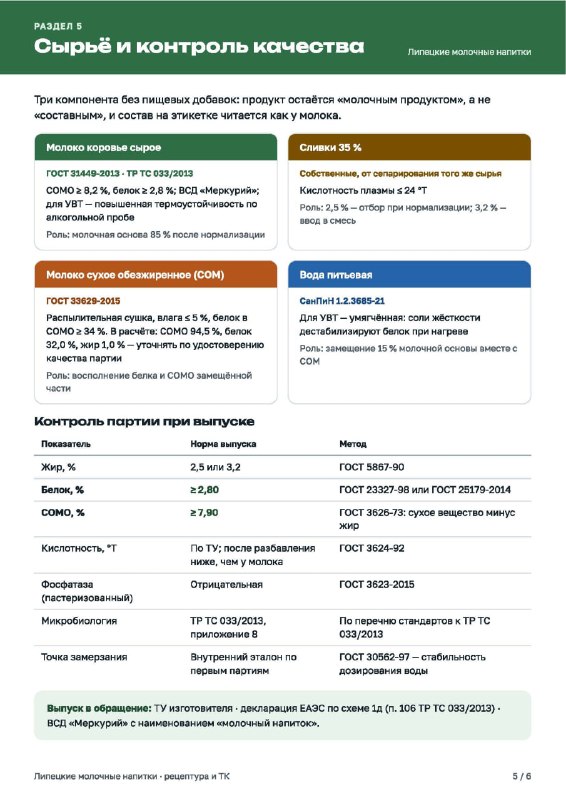 РАЗДЕЛ 5
Сырьё и контроль качества
Липецкие молочные напитки
Три компонента без пищевых добавок: продукт остаётся «молочным продуктом», а не
«составным», и состав на этикетке читается как у молока.
Молоко коровье сырое
ГОСТ 31449-2013 · ТР ТС 033/2013
СОМО ≥ 8,2 %, белок ≥ 2,8 %; ВСД «Меркурий»;
для УВТ — повышенная термоустойчивость по
алкогольной пробе
Роль: молочная основа 85 % после нормализации
Сливки 35 %
Собственные, от сепарирования того же сырья
Кислотность плазмы ≤ 24 °Т
Роль: 2,5 % — отбор при нормализации; 3,2 % —
ввод в смесь
Молоко сухое обезжиренное (СОМ)
ГОСТ 33629-2015
Распылительная сушка, влага ≤ 5 %, белок в
СОМО ≥ 34 %. В расчёте: СОМО 94,5 %, белок
32,0 %, жир 1,0 % — уточнять по удостоверению
качества партии
Роль: восполнение белка и СОМО замещённой
части
Вода питьевая
СанПиН 1.2.3685-21
Для УВТ — умягчённая: соли жёсткости
дестабилизируют белок при нагреве
Роль: замещение 15 % молочной основы вместе с
СОМ
Контроль партии при выпуске
Показатель Норма выпуска Метод
Жир, % 2,5 или 3,2 ГОСТ 5867-90
Белок, % ≥ 2,80 ГОСТ 23327-98 или ГОСТ 25179-2014
СОМО, % ≥ 7,90 ГОСТ 3626-73: сухое вещество минус
жир
Кислотность, °Т По ТУ; после разбавления ГОСТ 3624-92
ниже, чем у молока
Фосфатаза Отрицательная ГОСТ 3623-2015
(пастеризованный)
Микробиология ТР ТС 033/2013, По перечню стандартов к ТР ТС
приложение 8 033/2013
Точка замерзания Внутренний эталон по ГОСТ 30562-97 — стабильность
первым партиям дозирования воды
Выпуск в обращение: ТУ изготовителя · декларация ЕАЭС по схеме 1д (п. 106 ТР ТС 033/2013) ·
ВСД «Меркурий» с наименованием «молочный напиток».
Липецкие молочные напитки · рецептура и ТК
5 / 6